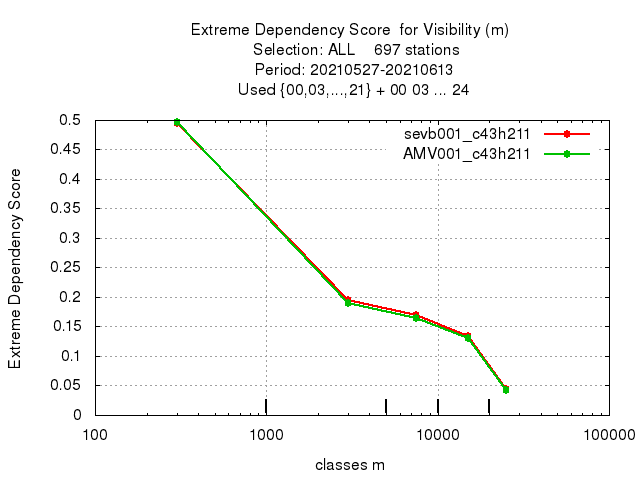 Extreme Dependency Score  for Visibility (m)
Selection: ALL    697 stations
Period: 20210527-20210613
Used {00,03,...,21} + 00 03 ... 24
sevb001_c43h211
AMV001_c43h211
0.5
0.45
0.4
0.35
0.3
0.25
0.2
0.15
0.1
0.05
0
Extreme Dependency Score
100 1000 10000 100000
classes m